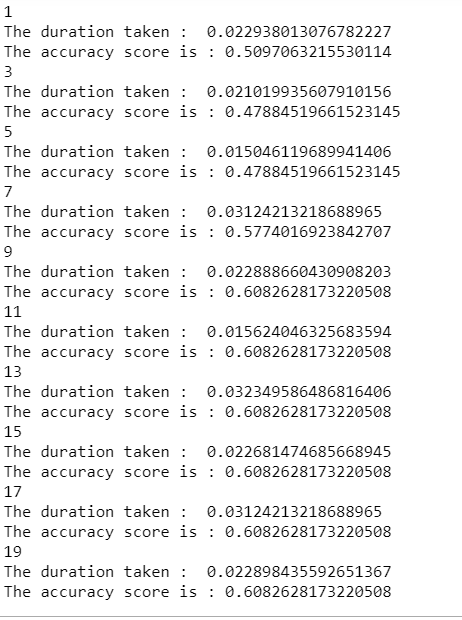 1
The duration taken :  0.022938013076782227
The accuracy score is : 0.5097063215530114
3
The duration taken :  0.021019935607910156
The accuracy score is : 0.47884519661523145
5
The duration taken :  0.015046119689941406
The accuracy score is : 0.47884519661523145
7
The duration taken :  0.03124213218688965
The accuracy score is : 0.5774016923842707
9
The duration taken :  0.022888660430908203
The accuracy score is : 0.6082628173220508
11
The duration taken :  0.015624046325683594
The accuracy score is : 0.6082628173220508
13
The duration taken :  0.032349586486816406
The accuracy score is : 0.6082628173220508
15
The duration taken :  0.022681474685668945
The accuracy score is : 0.6082628173220508
17
The duration taken :  0.03124213218688965
The accuracy score is : 0.6082628173220508
19
The duration taken :  0.022898435592651367
The accuracy score is : 0.6082628173220508